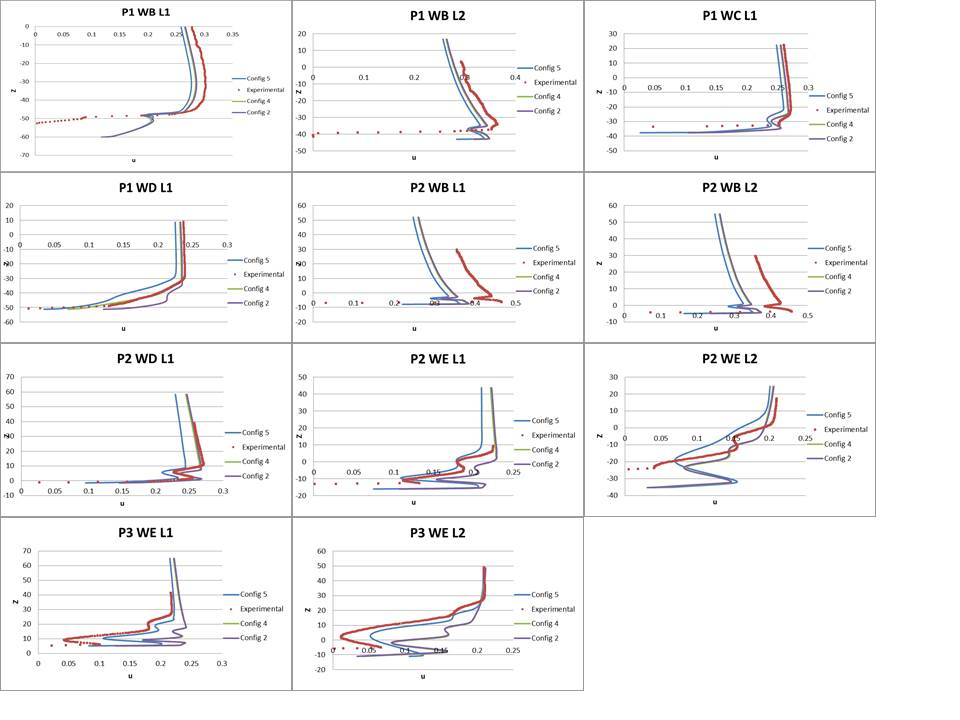 P1 WB L1
0 0.05 0.1 0.15 0.2 0.25 0.3 0.35
0
-10
-20
-30
-40
-50
-60
-70
z
u
Config 5
Experimental
Config 4
Config 2
P1 WB L2
20
10
0
-10
-20
-30
-40
-50
0 0.1 0.2 0.3 0.4
z
u
Config 5
Experimental
Config 4
Config 2
P1 WC L1
30
20
10
0
-10
-20
-30
-40
-50
0 0.05 0.1 0.15 0.2 0.25 0.3
z
u
Config 5
Experimental
Config 4
Config 2
P1 WD L1
20
10
0
-10
-20
-30
-40
-50
-60
0 0.05 0.1 0.15 0.2 0.25 0.3
z
u
Config 5
Experimental
Config 4
Config 2
P2 WB L1
60
50
40
30
20
10
0
-10
-20
0 0.1 0.2 0.3 0.4 0.5
z
u
Config 5
Experimental
Config 4
Config 2
P2 WB L2
60
50
40
30
20
10
0
-10
0 0.1 0.2 0.3 0.4 0.5
z
u
Config 5
Experimental
Config 4
Config 2
P2 WD L1
70
60
50
40
30
20
10
0
-10
0 0.05 0.1 0.15 0.2 0.25 0.3
z
u
Config 5
Experimental
Config 4
Config 2
P2 WE L1
50
40
30
20
10
0
-10
-20
0 0.05 0.1 0.15 0.2 0.25
z
u
Config 5
Experimental
Config 4
Config 2
P2 WE L2
30
20
10
0
-10
-20
-30
-40
0 0.05 0.1 0.15 0.2 0.25
z
u
Config 5
Experimental
Config 4
Config 2
P3 WE L1
70
60
50
40
30
20
10
0
0 0.05 0.1 0.15 0.2 0.25 0.3
z
u
Config 5
Experimental
Config 4
Config 2
P3 WE L2
60
50
40
30
20
10
0
-10
-20
0 0.05 0.1 0.15 0.2 0.25
z
u
Config 5
Experimental
Config 4
Config 2